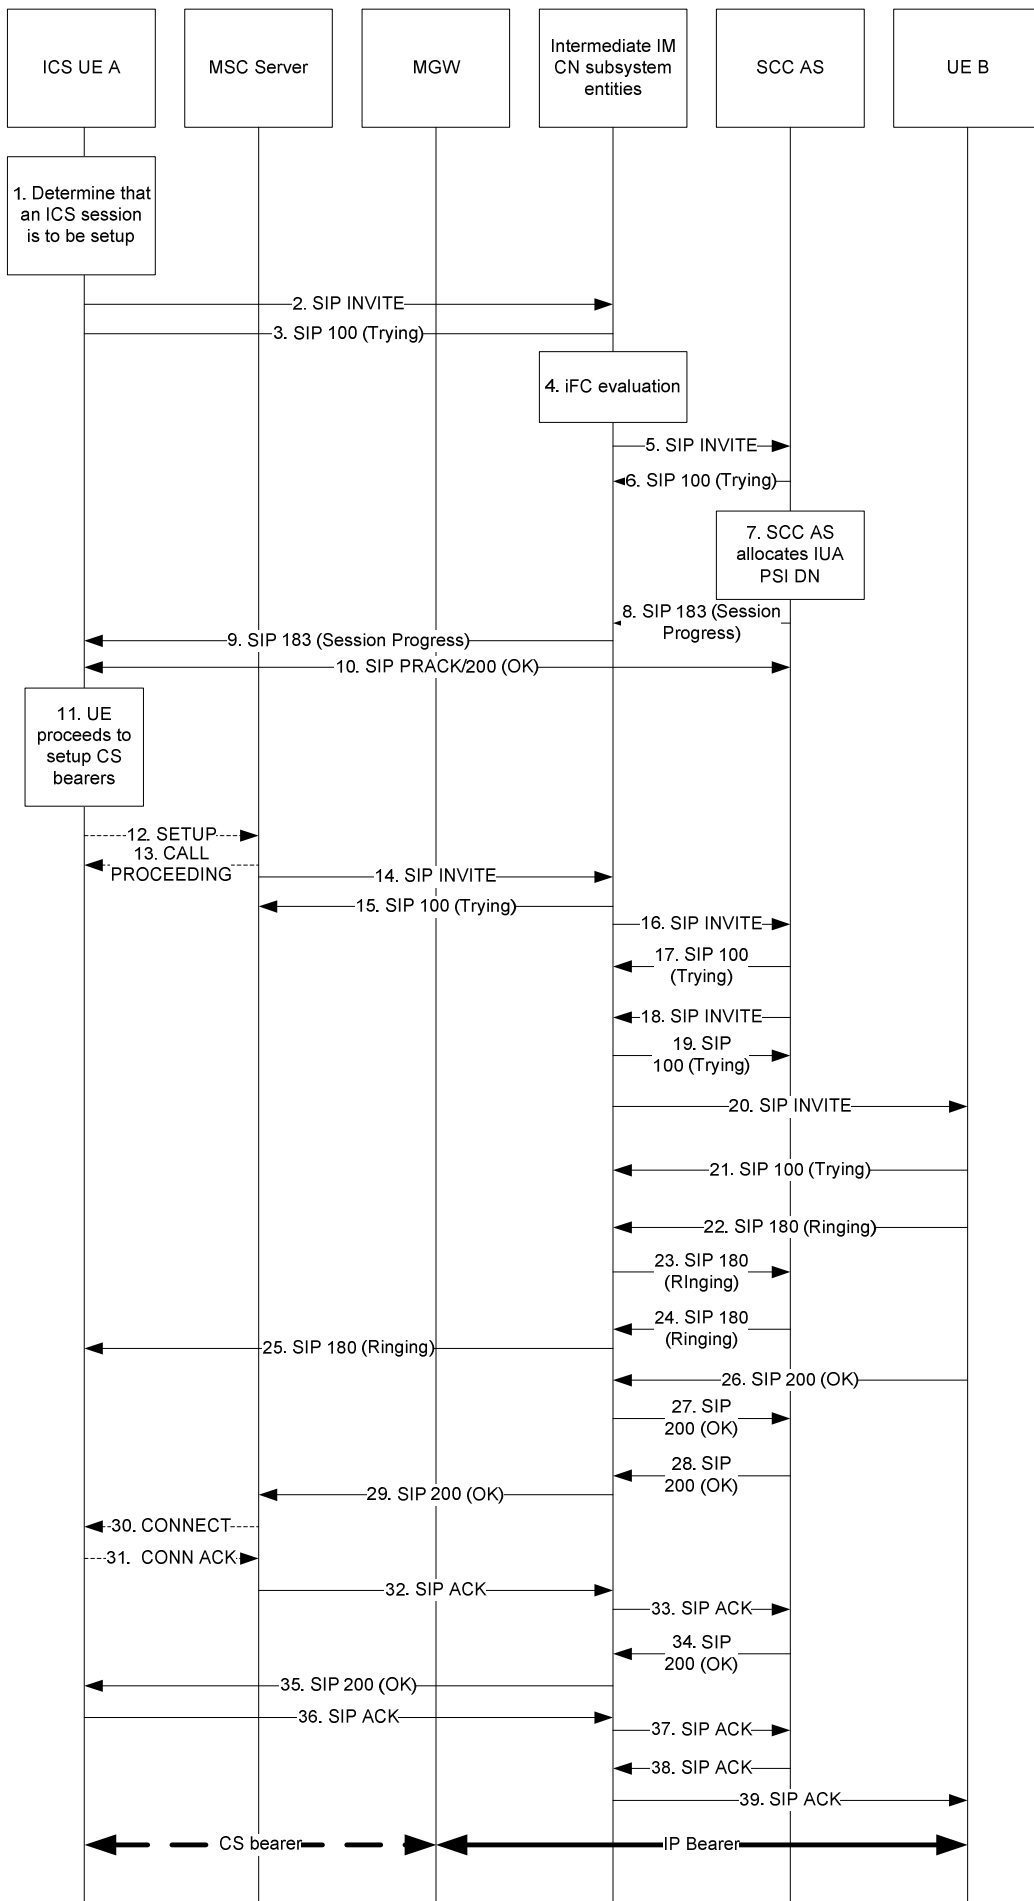 ICS UE A
MSC Server
MGW
Intermediate IM
CN subsystem
entities
SCC AS
UE B
1. Determine that
an ICS session
is to be setup
2. SIP INVITE
3. SIP 100 (Trying)
4. iFC evaluation
5. SIP INVITE
6. SIP 100 (Trying)
7. SCC AS
allocates IUA
PSI DN
8. SIP 183 (Session
Progress)
9. SIP 183 (Session Progress)
10. SIP PRACK/200 (OK)
11. UE
proceeds to
setup CS
bearers
12. SETUP
13. CALL
PROCEEDING
14. SIP INVITE
15. SIP 100 (Trying)
16. SIP INVITE
17. SIP 100
(Trying)
18. SIP INVITE
19. SIP
100 (Trying)
20. SIP INVITE
21. SIP 100 (Trying)
22. SIP 180 (Ringing)
23. SIP 180
(RInging)
24. SIP 180
(Ringing)
25. SIP 180 (Ringing)
26. SIP 200 (OK)
27. SIP
200 (OK)
28. SIP
200 (OK)
29. SIP 200 (OK)
30. CONNECT
31. CONN ACK
32. SIP ACK
33. SIP ACK
34. SIP
200 (OK)
35. SIP 200 (OK)
36. SIP ACK
37. SIP ACK
38. SIP ACK
39. SIP ACK
CS bearer
IP Bearer